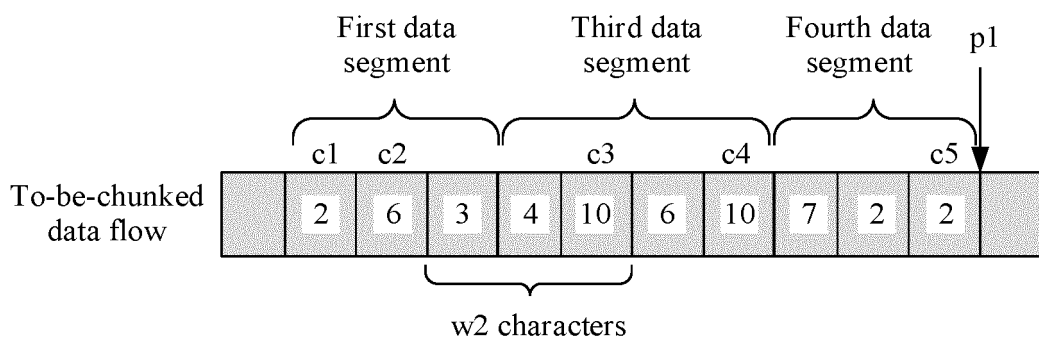 First data
segment
Third data
segment
Fourth data
segment
p1
c1 c2 c3 c4 c5
To-be-chunked
data flow
2 6 3 4 10 6 10 7 2 2
w2 characters